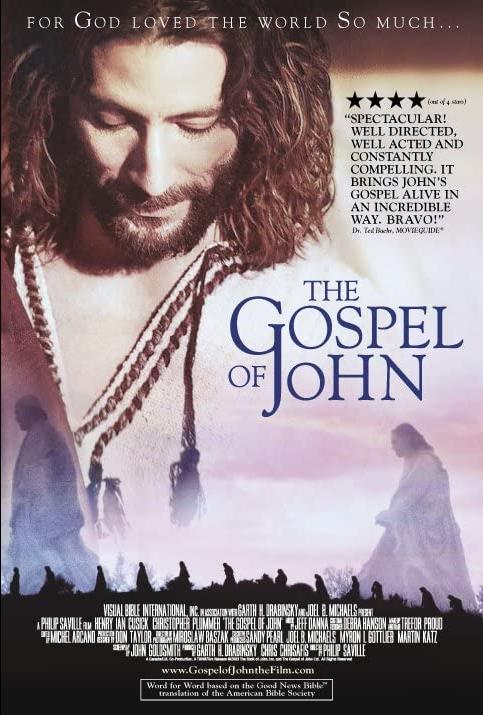 FOR GOD LOVED THE WORLD SO MUCH...
★★★★ (out of 4 stars)
“SPECTACULAR!
WELL DIRECTED,
WELL ACTED AND
CONSTANTLY
COMPELLING. IT
BRINGS JOHN’S
GOSPEL ALIVE IN
AN INCREDIBLE
WAY. BRAVO!”
Dr. Ted Baehr, MOVIEGUIDE®
THE
GOSPEL
OF JOHN
VISUAL BIBLE INTERNATIONAL, INC. IN ASSOCIATION WITH GARTH H. DRABINSKY AND JOEL B. MICHAELS PRESENT
A PHILIP SAVILLE FILM HENRY IAN CUSICK CHRISTOPHER PLUMMER "THE GOSPEL OF JOHN" JEFF DANNA DEBRA HANSON TREFOR PROUD
MICHEL ARCAND DON TAYLOR MIROSLAW BASZAK SANDY PEARL JOEL B. MICHAELS MYRON I. GOTTLIEB MARTIN KATZ
JOHN GOLDSMITH GARTH H. DRABINSKY CHRIS CHRISAFIS PHILIP SAVILLE
www.GospelofJohntheFilm.com
Word for Word based on the Good News Bible™
translation of the American Bible Society